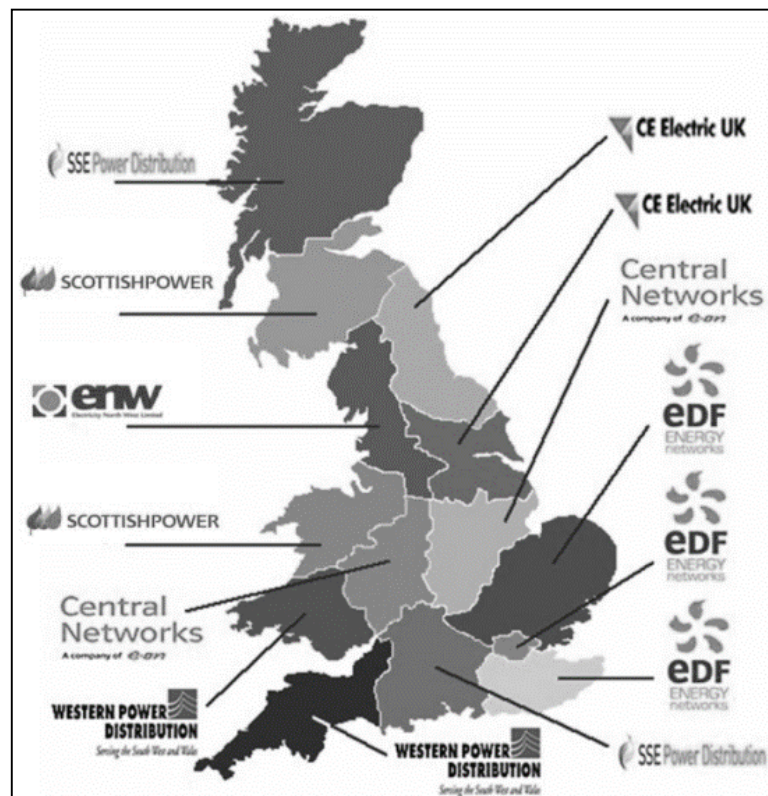 SSE Power Distribution
SCOTTISHPOWER
enw
Electricity North West Limited
SCOTTISHPOWER
Central
Networks
A company of e·on
WESTERN POWER
DISTRIBUTION
Serving the South West and Wales
CE Electric UK
CE Electric UK
Central
Networks
A company of e·on
eDF
ENERGY
networks
eDF
ENERGY
networks
eDF
ENERGY
networks
SSE Power Distribution
WESTERN POWER
DISTRIBUTION
Serving the South West and Wales